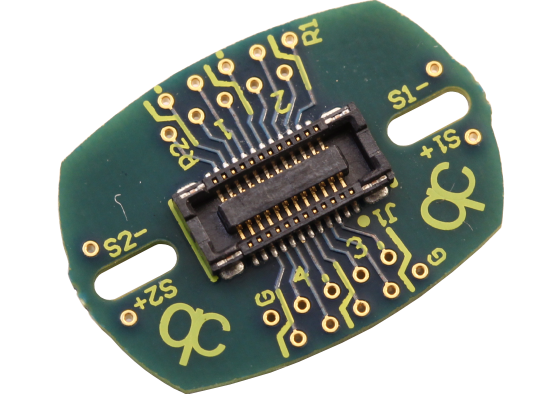 R1
2
1
R2
S1-
S1+
S2-
S2+
J1
3
4
G
G